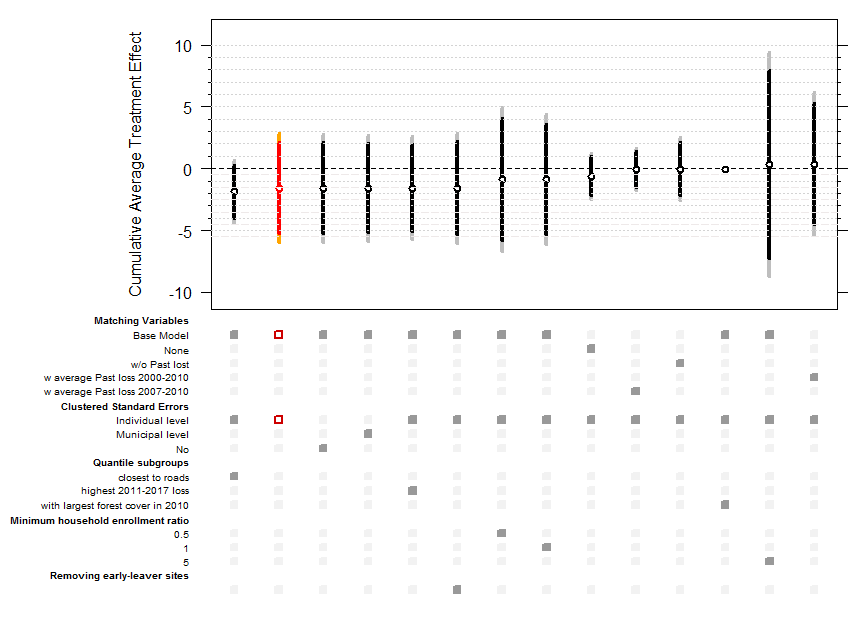 Cumulative Average Treatment Effect
10
5
0
-5
-10
Matching Variables
Base Model
None
w/o Past lost
w average Past loss 2000-2010
w average Past loss 2007-2010
Clustered Standard Errors
Individual level
Municipal level
No
Quantile subgroups
closest to roads
highest 2011-2017 loss
with largest forest cover in 2010
Minimum household enrollment ratio
0.5
1
5
Removing early-leaver sites